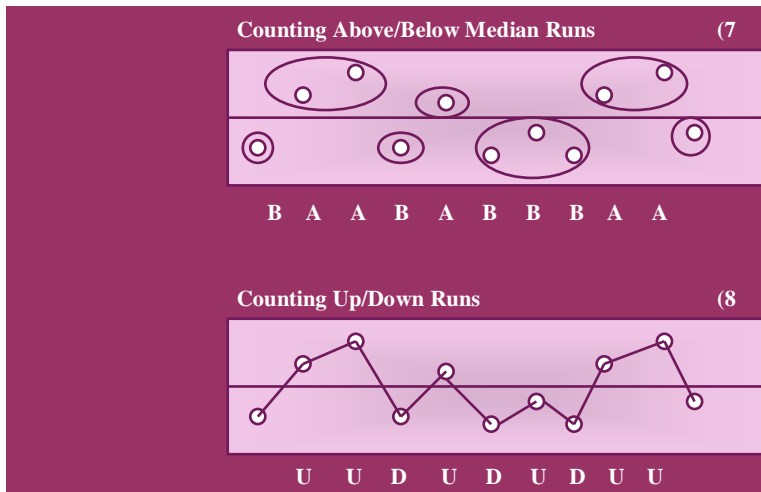 Counting Above/Below Median Runs (7
B A A B A B B B A A
Counting Up/Down Runs (8
U U D U D U D U U